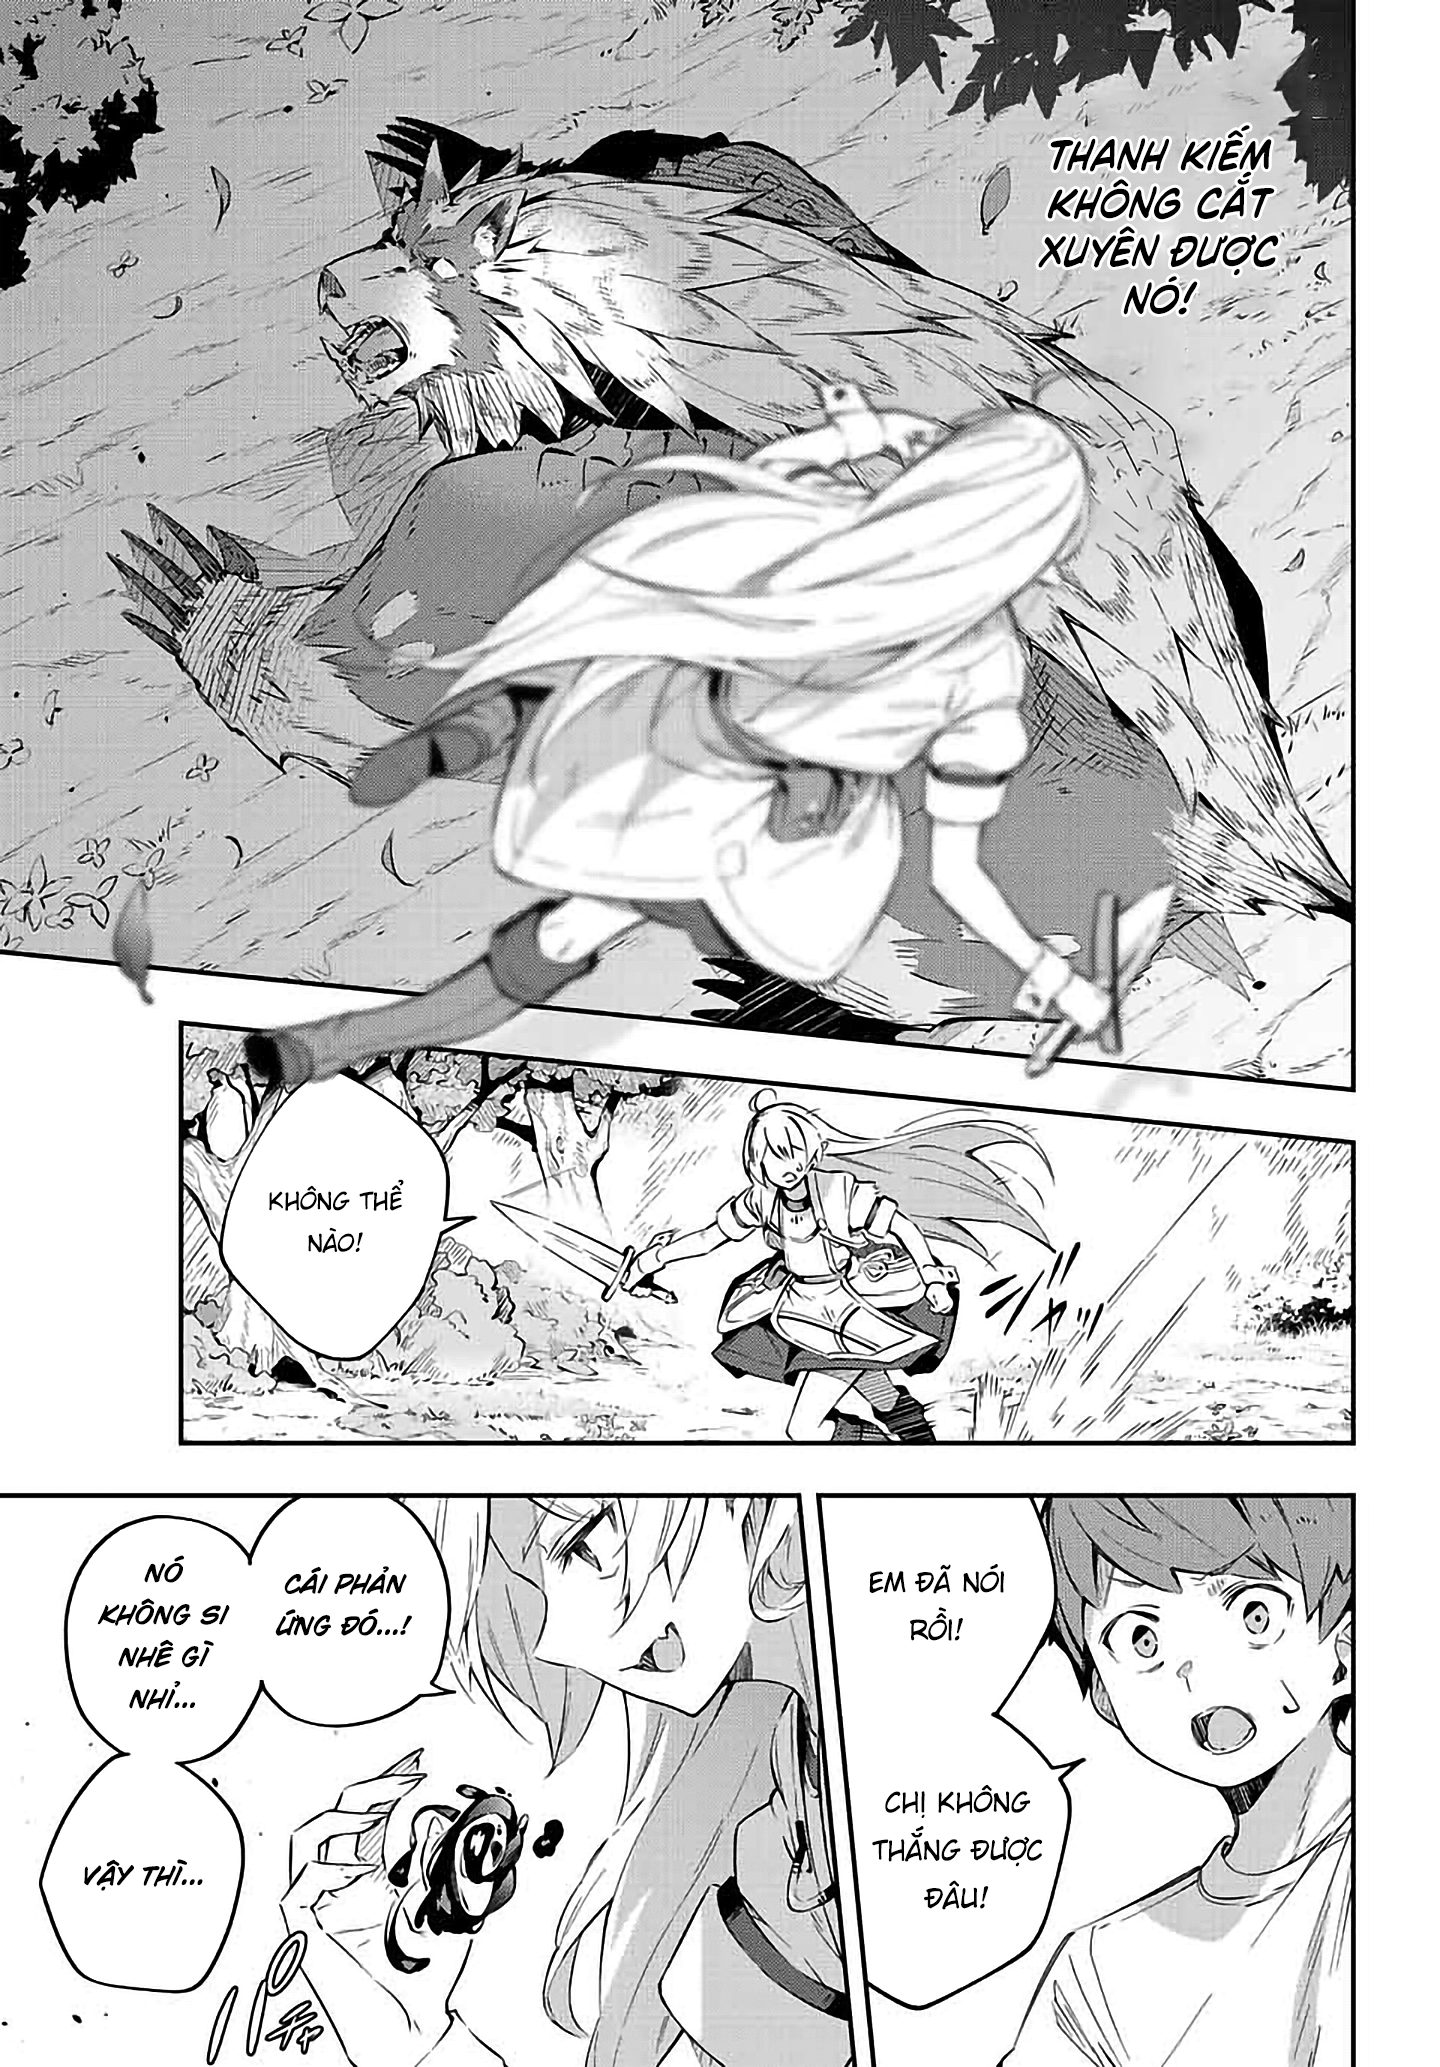 THANH KIẾM
KHÔNG CẮT
XUYÊN ĐƯỢC
NÓ!
KHÔNG THỂ
NÀO!
EM ĐÃ NÓI
RỒI!
CHỊ KHÔNG
THẮNG ĐƯỢC
ĐÂU!
CÁI PHẢN
ỨNG ĐÓ...!
NÓ
KHÔNG SI
NHÊ GÌ
NHỈ...
VẬY THÌ...